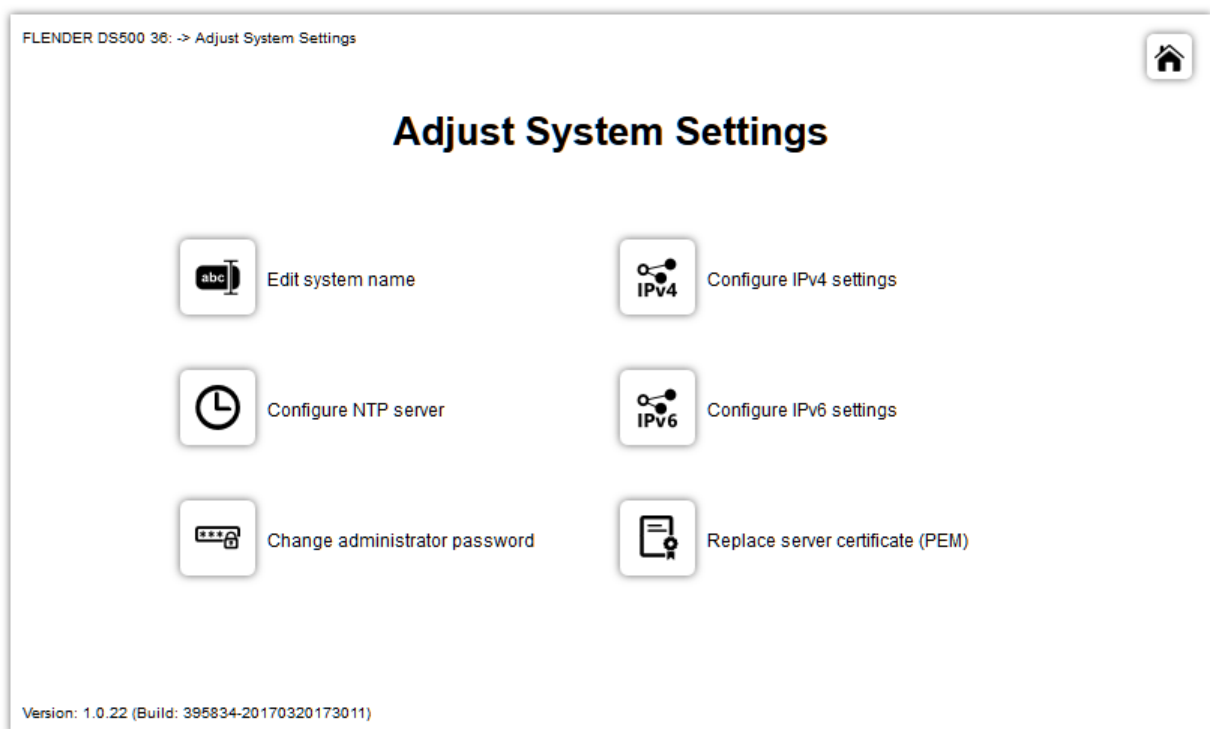 FLENDER DS500 36: -> Adjust System Settings
Adjust System Settings
abc
Edit system name
IPv4
Configure IPv4 settings
Configure NTP server
IPv6
Configure IPv6 settings
***
Change administrator password
Replace server certificate (PEM)
Version: 1.0.22 (Build: 395834-20170320173011)